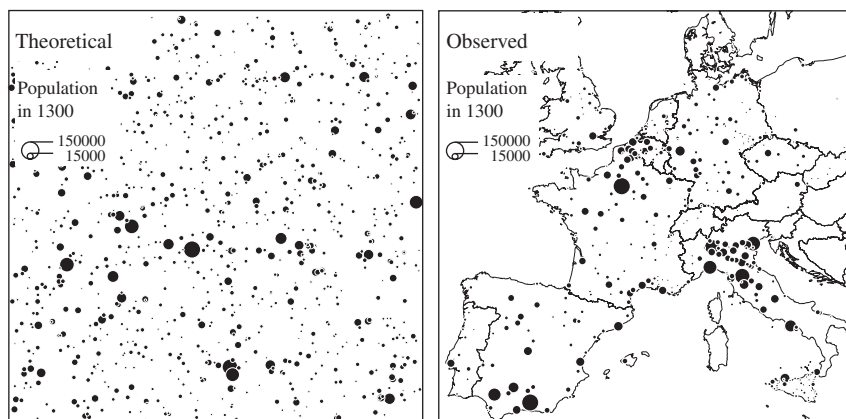 Theoretical
Population
in 1300
150000
15000
Observed
Population
in 1300
150000
15000